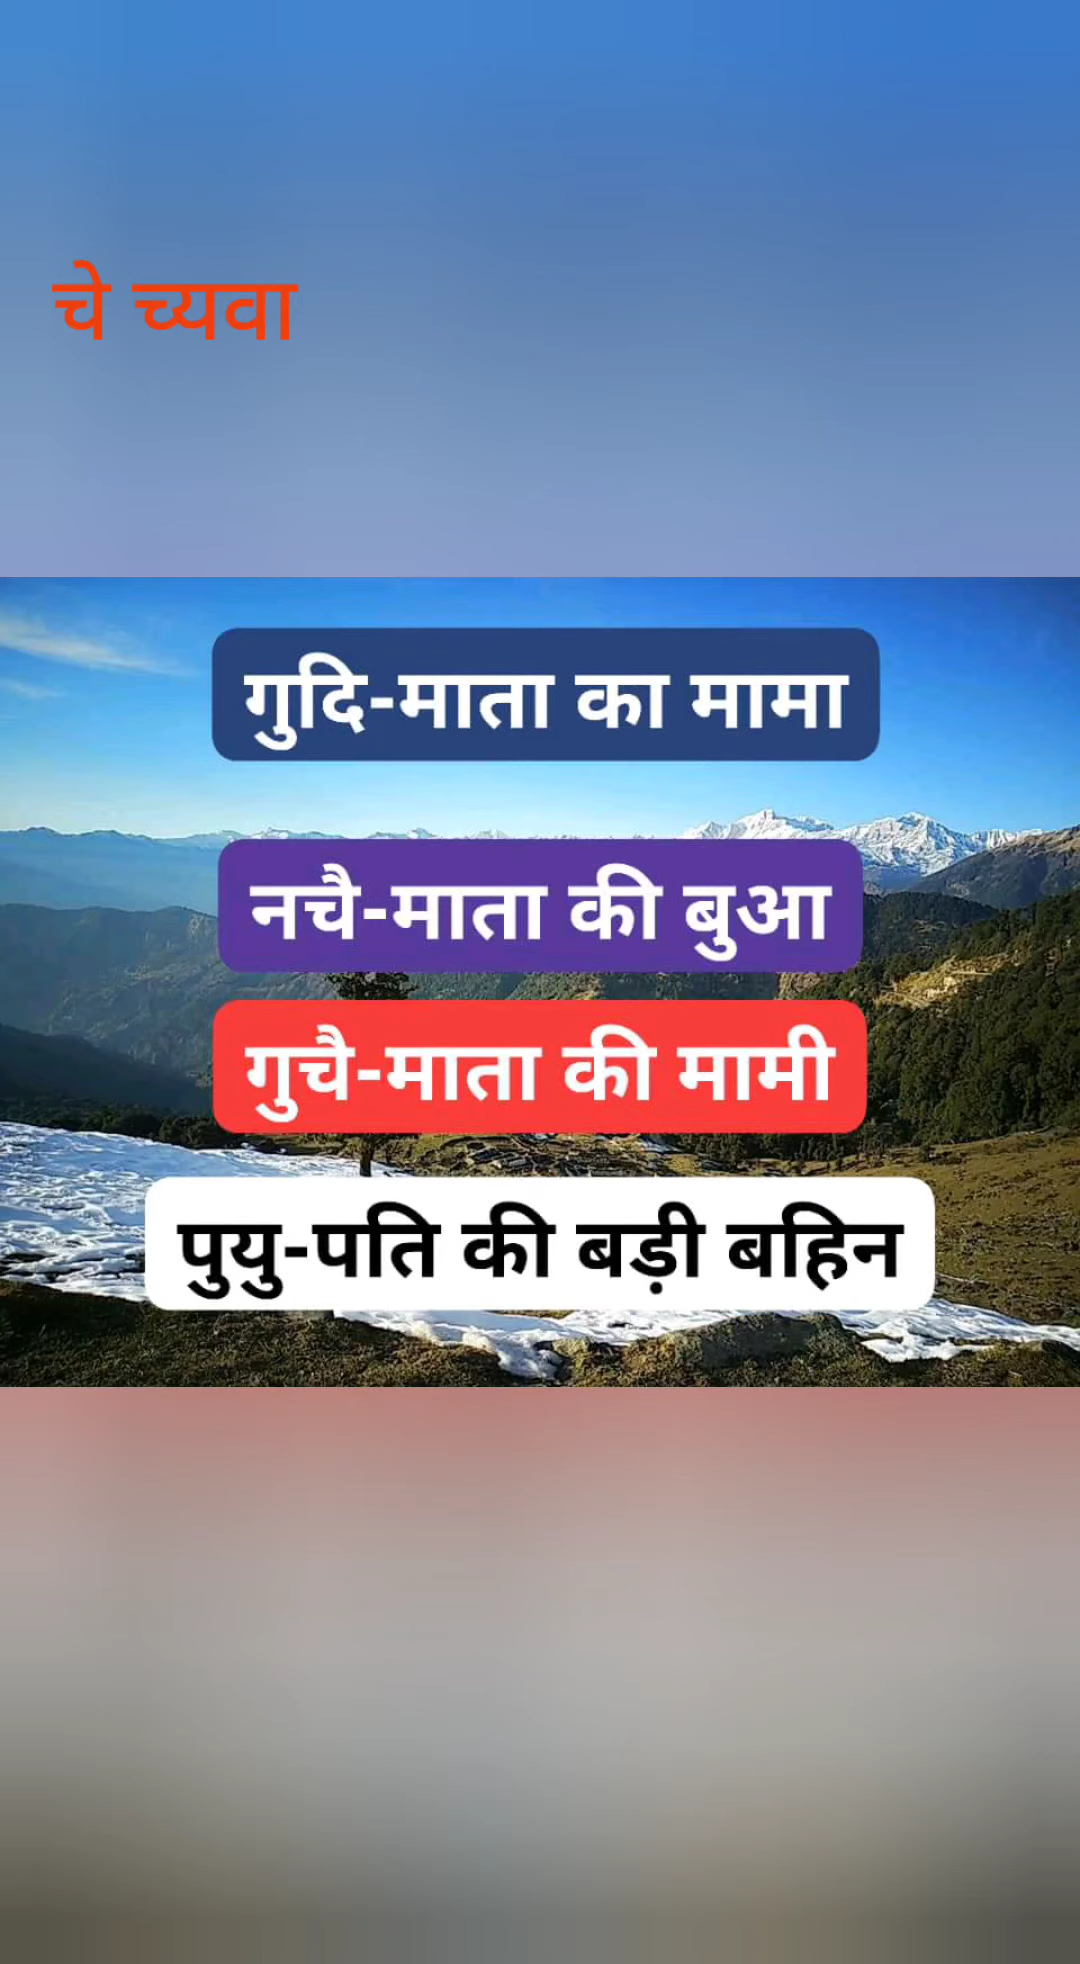 चे च्यवा
गुदि-माता का मामा
नचै-माता की बुआ
गुचै-माता की मामी
पुयु-पति की बड़ी बहिन